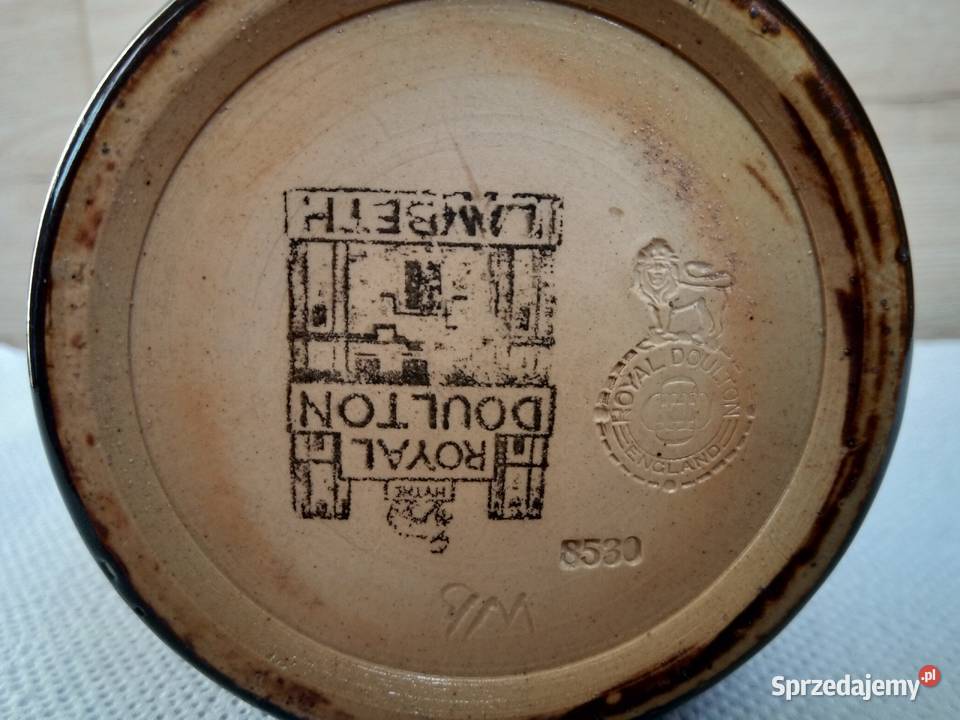 LAMBETH
DOULTON
ROYAL
ROYAL DOULTON
ENGLAND
8530
Sprzedajemy.pl